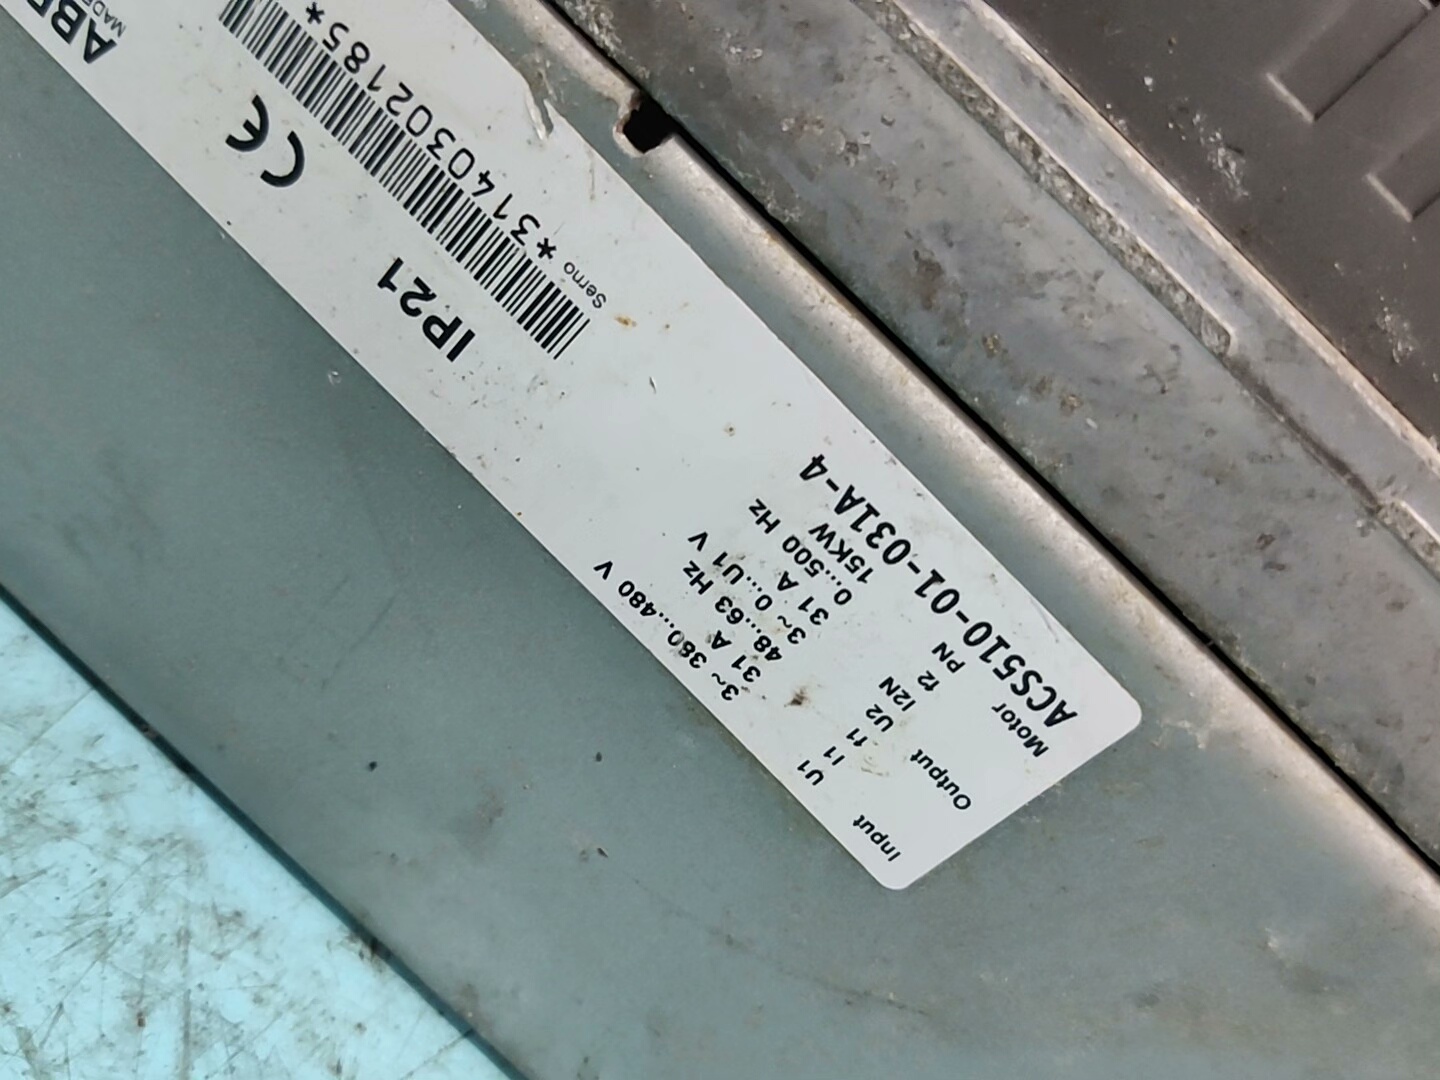 ACS510-01-031A-4
Input U1 3~ 380...480 V
I1 31 A
f1 48...63 Hz
Output U2 3~ 0...U1 V
I2N 31 A
f2 0...500 Hz
Motor PN 15kW
IP21
CE
Serno *3140302185*